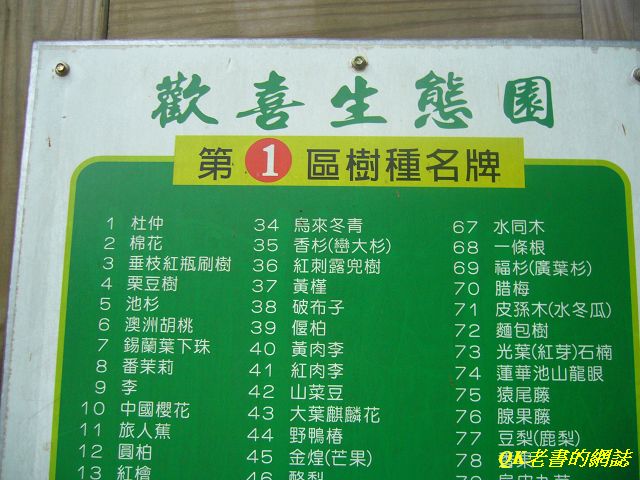 歡喜生態園
第1區樹種名牌
1 杜仲
2 棉花
3 垂枝紅瓶刷樹
4 栗豆樹
5 池杉
6 澳洲胡桃
7 錫蘭葉下珠
8 番茉莉
9 李
10 中國櫻花
11 旅人蕉
12 圓柏
13 紅檜
34 烏來冬青
35 香杉(巒大杉)
36 紅刺露兜樹
37 黃槿
38 破布子
39 偃柏
40 黃肉李
41 紅肉李
42 山菜豆
43 大葉麒麟花
44 野鴨椿
45 金煌(芒果)
46 酪梨
67 水同木
68 一條根
69 福杉(廣葉杉)
70 腊梅
71 皮孫木(水冬瓜)
72 麵包樹
73 光葉(紅芽)石楠
74 蓮華池山龍眼
75 猿尾藤
76 腺果藤
77 豆梨(鹿梨)
78
QK老書的網誌